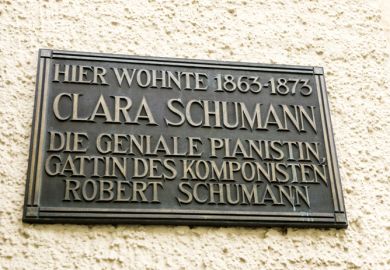 HIER WOHNTE 1863-1873
CLARA SCHUMANN
DIE GENIALE PIANISTIN
GATTIN DES KOMPONISTEN
ROBERT SCHUMANN